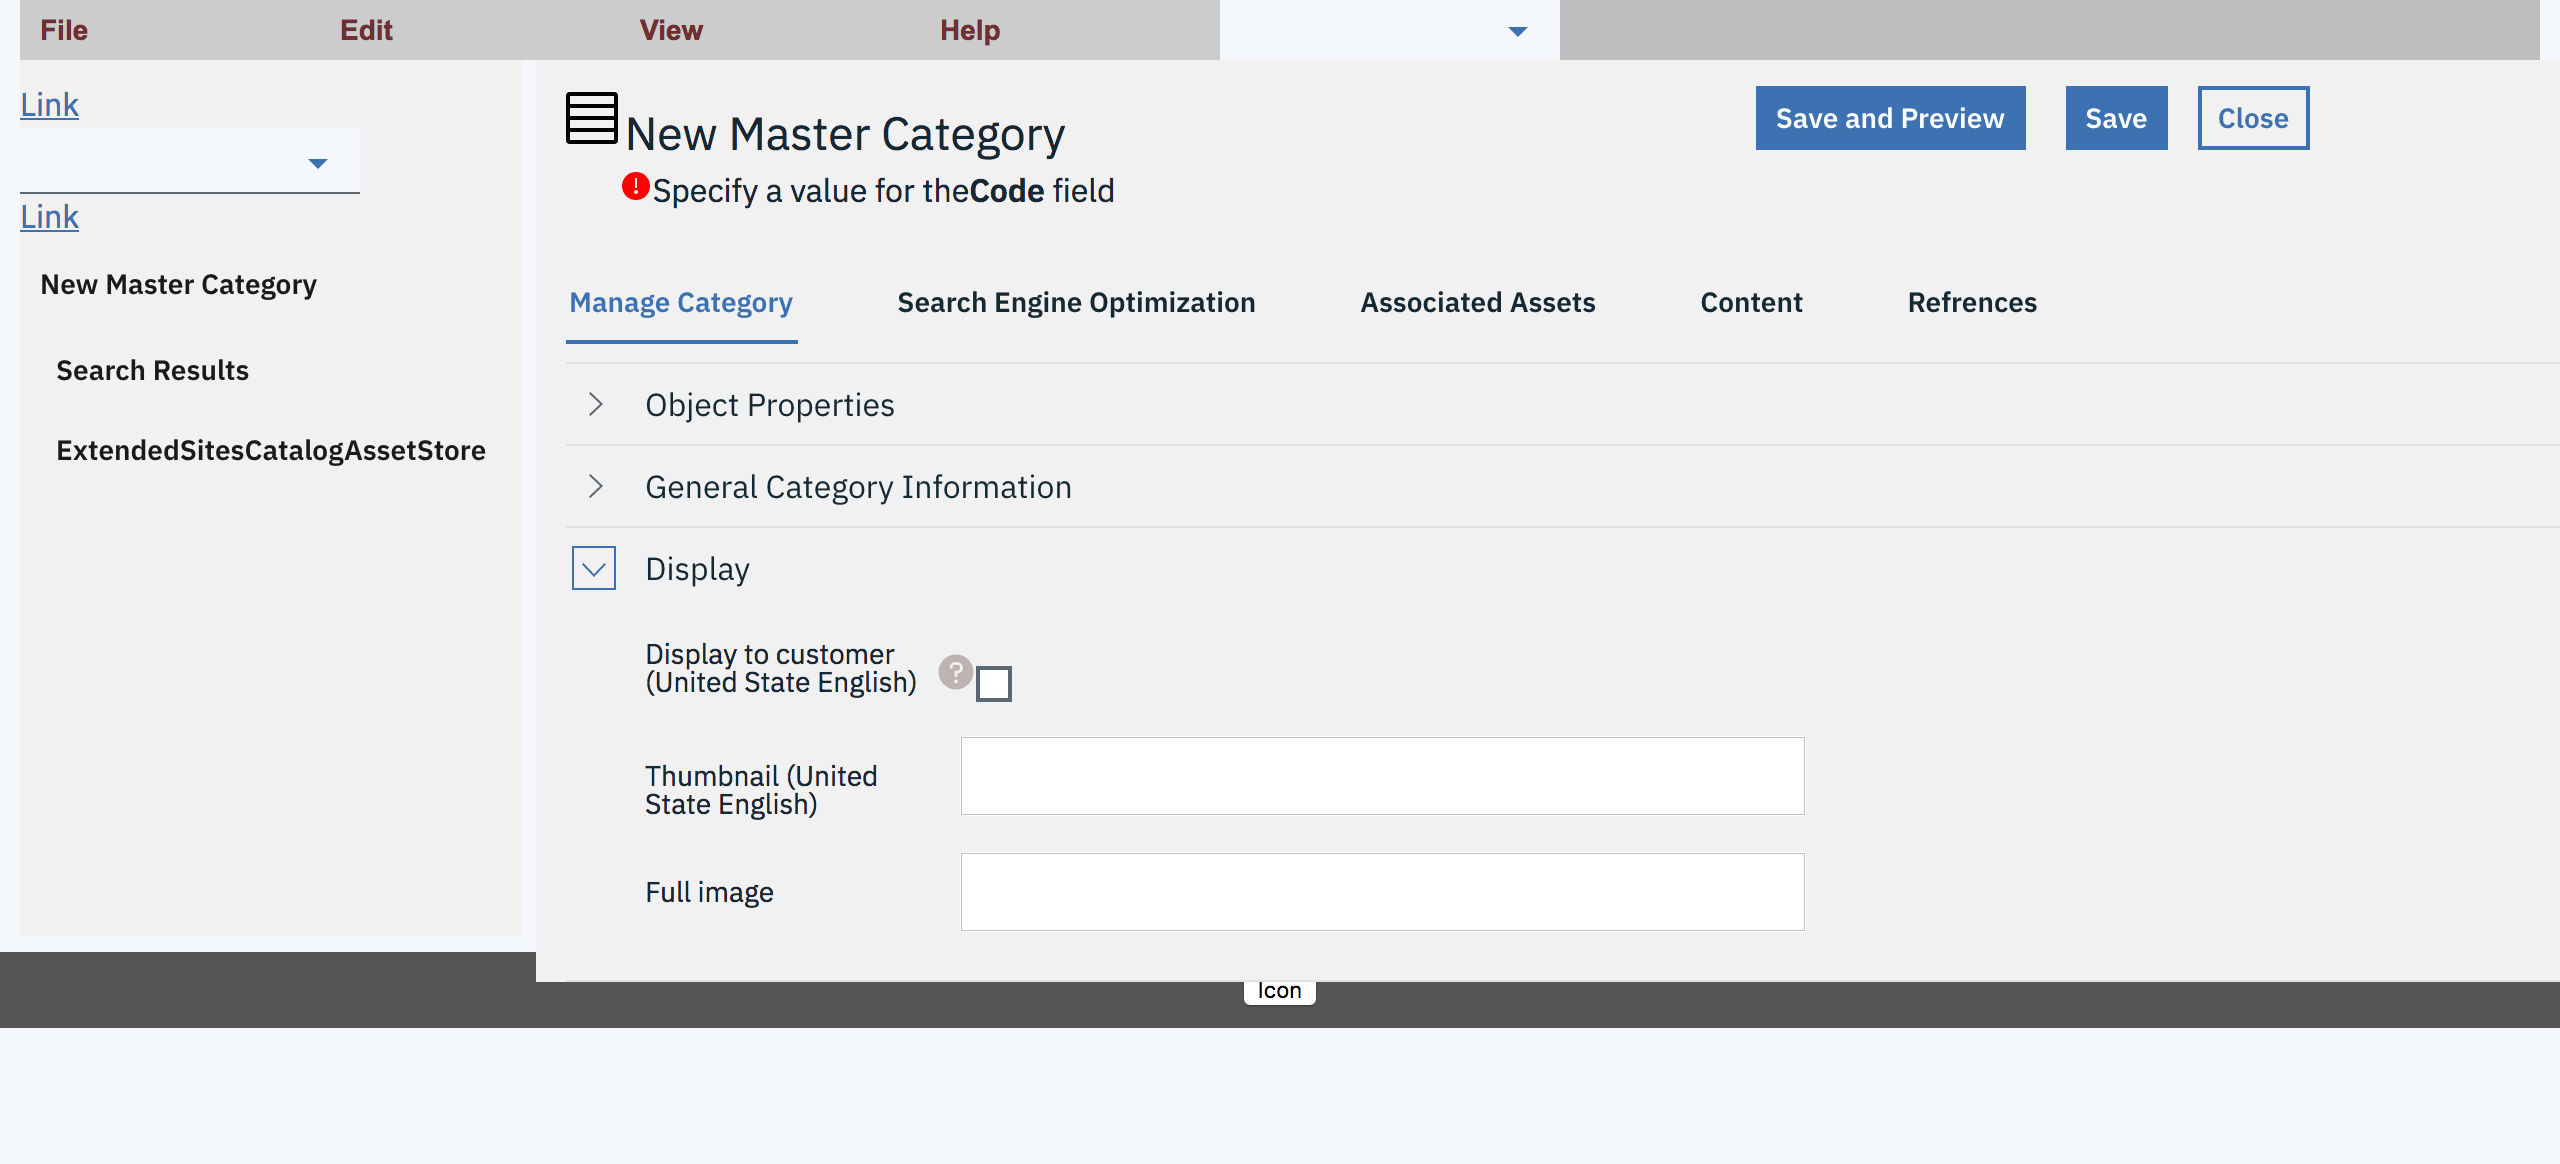 File Edit View Help
Link
Link
New Master Category
Search Results
ExtendedSitesCatalogAssetStore
New Master Category
Save and Preview Save Close
! Specify a value for theCode field
Manage Category Search Engine Optimization Associated Assets Content Refrences
Object Properties
General Category Information
Display
Display to customer
(United State English)
?
Thumbnail (United
State English)
Full image
Icon